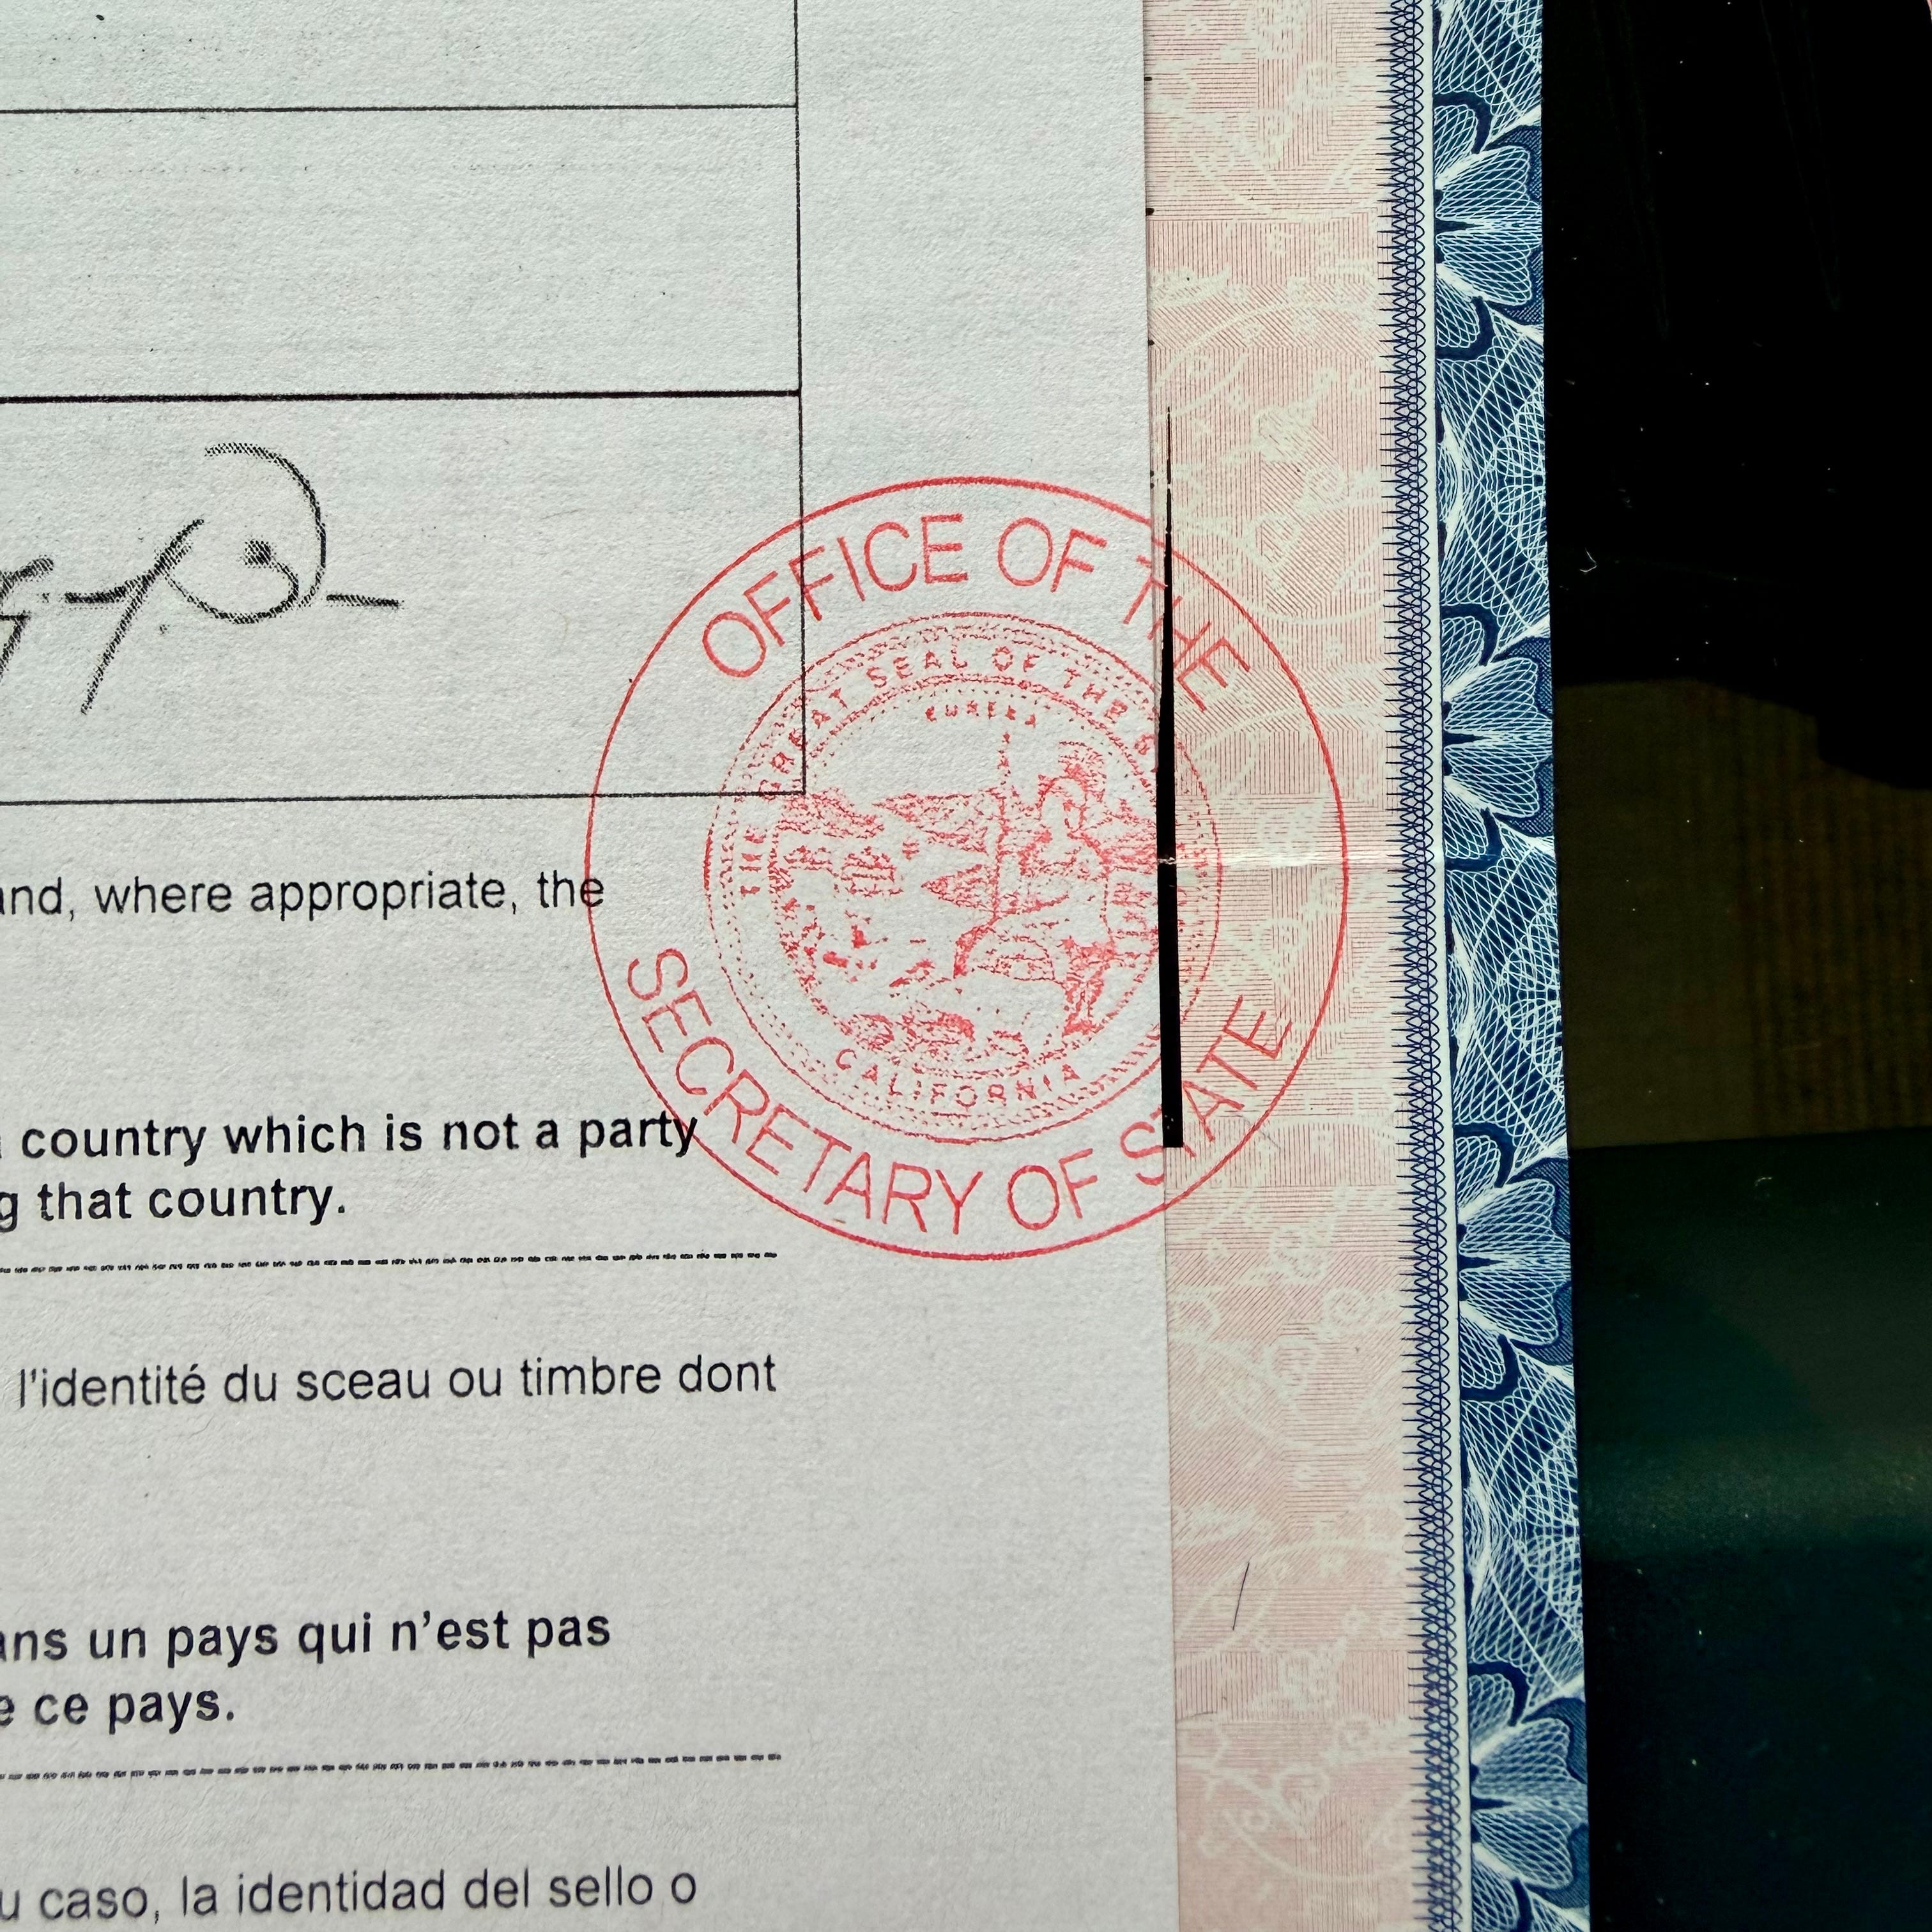 OFFICE OF THE
THE GREAT SEAL OF THE
EUREKA
CALIFORNIA
SECRETARY OF STATE
and, where appropriate, the
country which is not a party
g that country.
l'identité du sceau ou timbre dont
ans un pays qui n'est pas
e ce pays.
u caso, la identidad del sello o